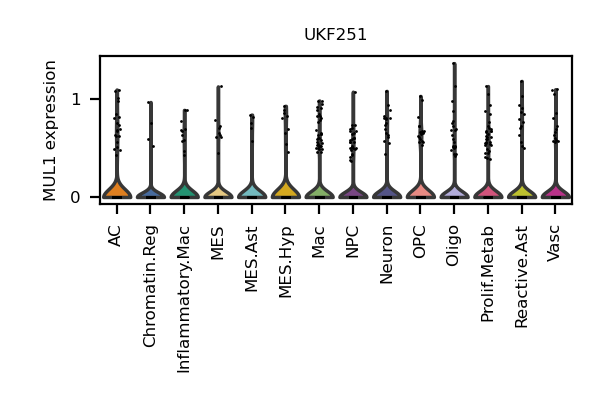 UKF251
MUL1 expression
1
0
AC
Chromatin.Reg
Inflammatory.Mac
MES
MES.Ast
MES.Hyp
Mac
NPC
Neuron
OPC
Oligo
Prolif.Metab
Reactive.Ast
Vasc